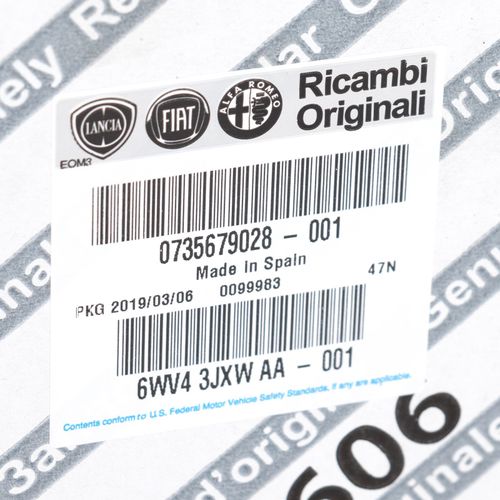 LANCIA
FIAT
ALFA ROMEO
Ricambi
Originali
EOM3
0735679028 - 001
Made In Spain
PKG 2019/03/06 0099983 47N
6WV4 3JXW AA - 001
Contents conform to U.S. Federal Motor Vehicle Safety Standards, if any are applicable.
606